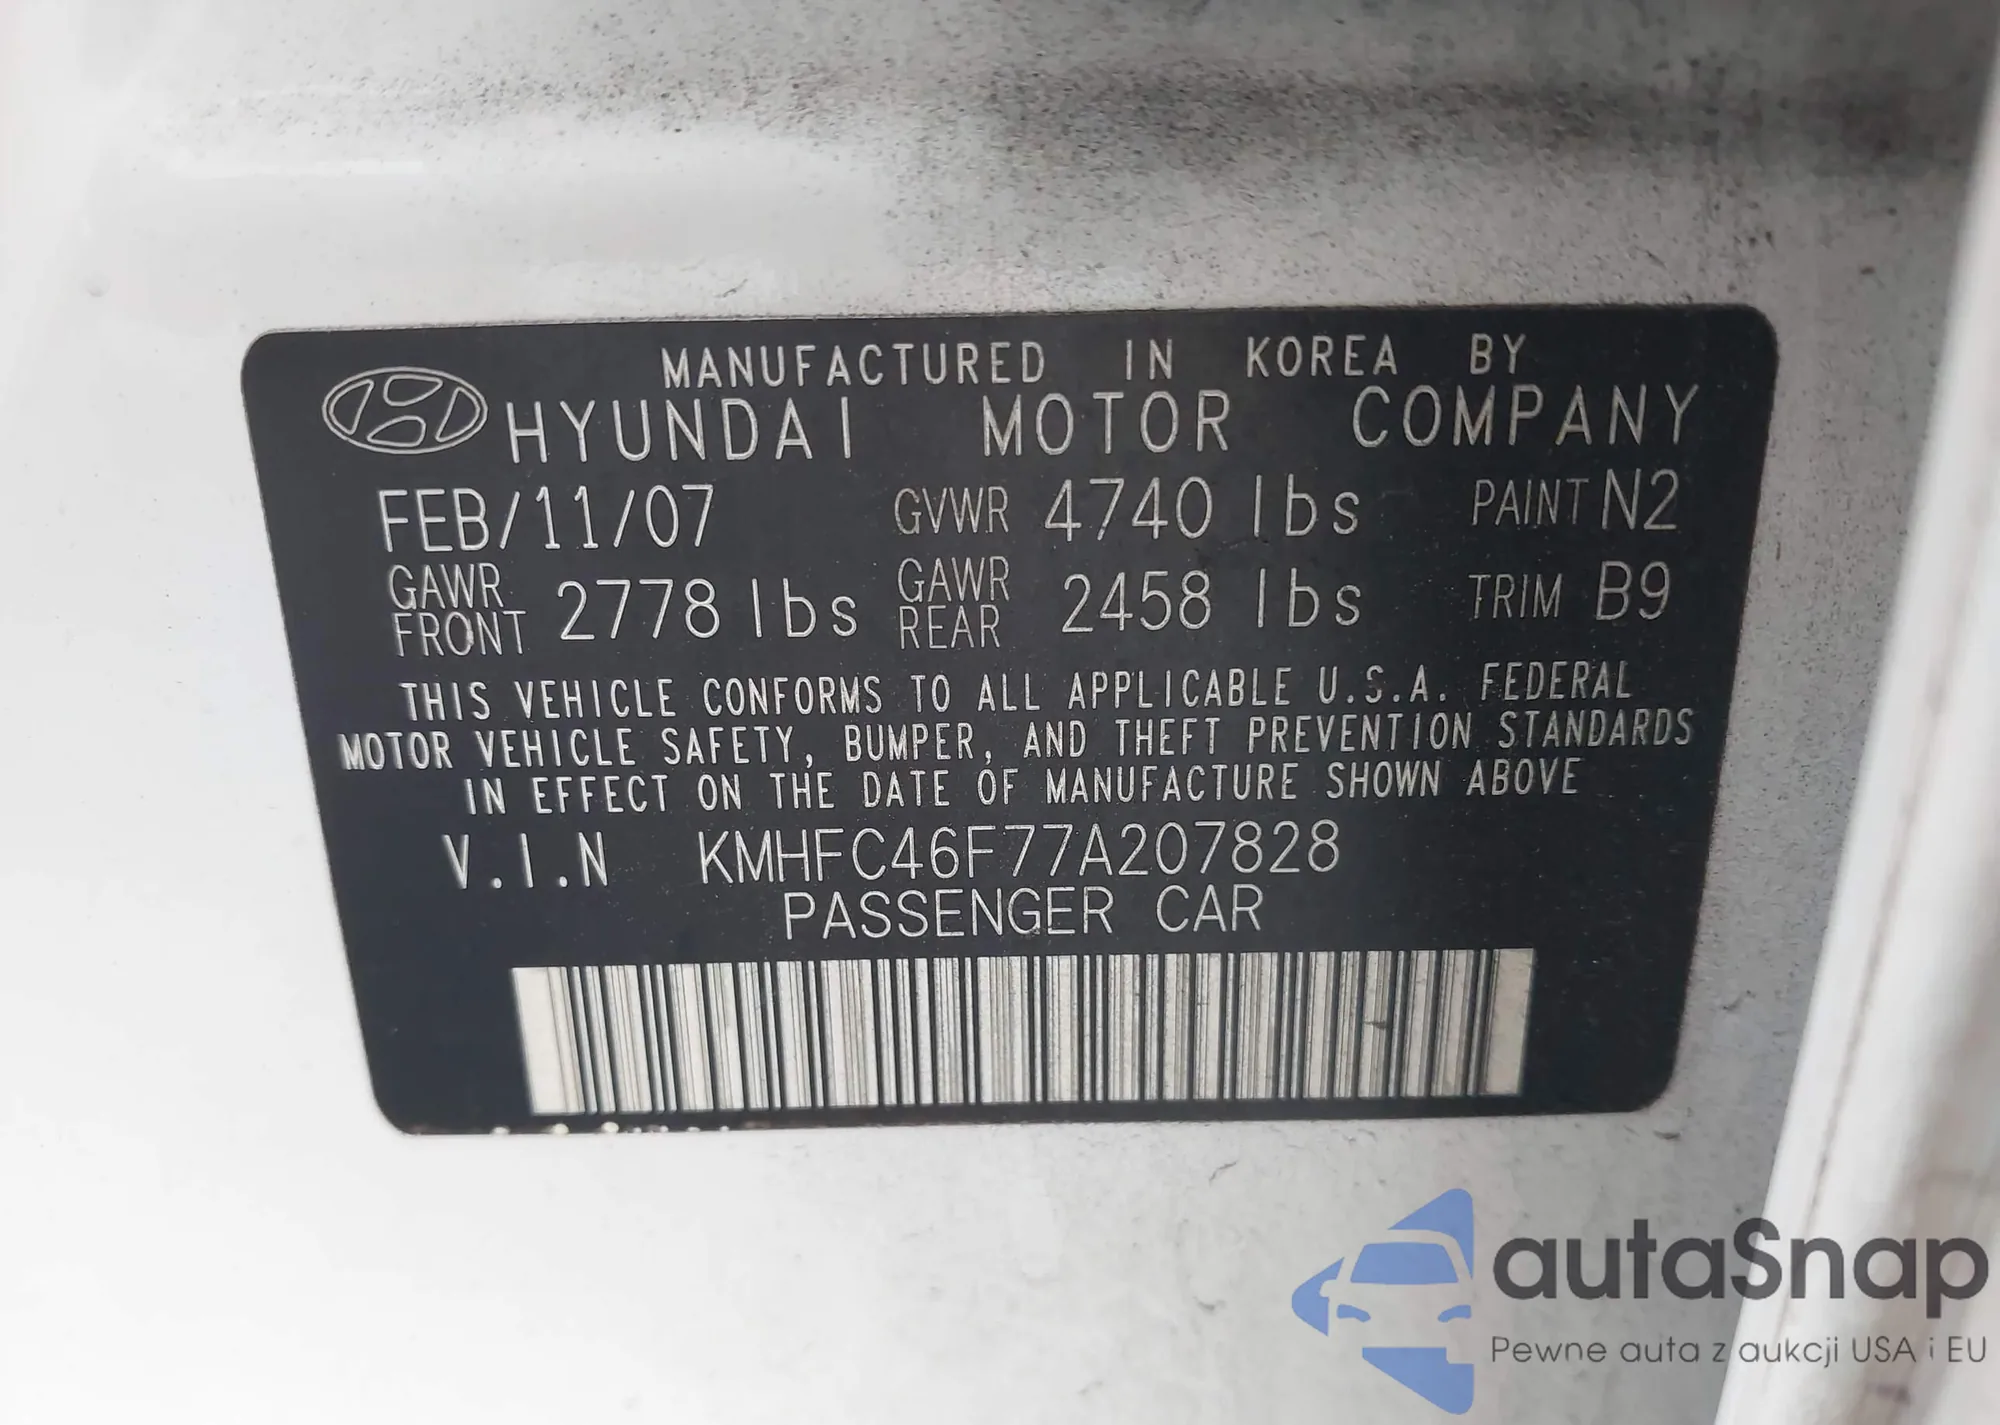 MANUFACTURED IN KOREA BY
HYUNDAI MOTOR COMPANY
FEB/11/07 GVWR 4740 lbs PAINT N2
GAWR FRONT 2778 lbs GAWR REAR 2458 lbs TRIM B9
THIS VEHICLE CONFORMS TO ALL APPLICABLE U.S.A. FEDERAL
MOTOR VEHICLE SAFETY, BUMPER, AND THEFT PREVENTION STANDARDS
IN EFFECT ON THE DATE OF MANUFACTURE SHOWN ABOVE
V.I.N KMHFC46F77A207828
PASSENGER CAR
autaSnap
Pewne auta z aukcji USA i EU